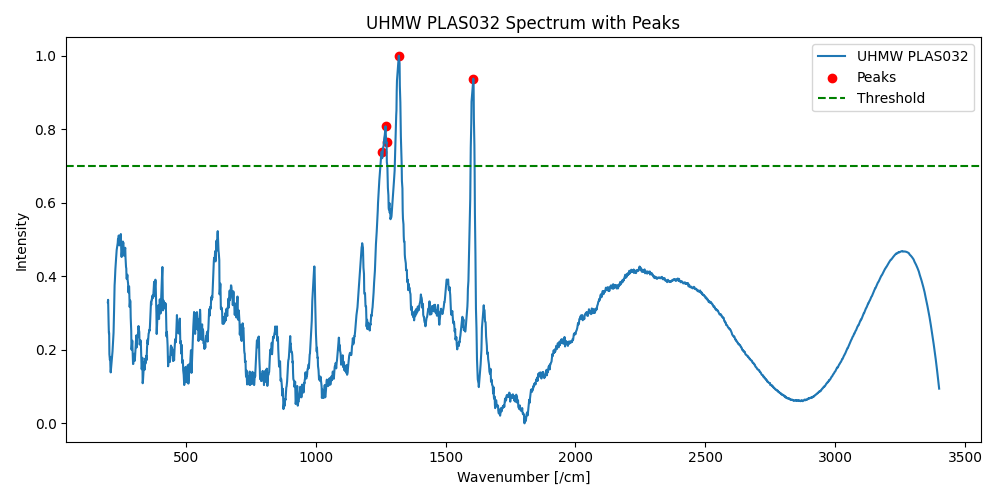 UHMW PLAS032 Spectrum with Peaks
UHMW PLAS032
Peaks
Threshold
Intensity
1.0
0.8
0.6
0.4
0.2
0.0
500 1000 1500 2000 2500 3000 3500
Wavenumber [/cm]